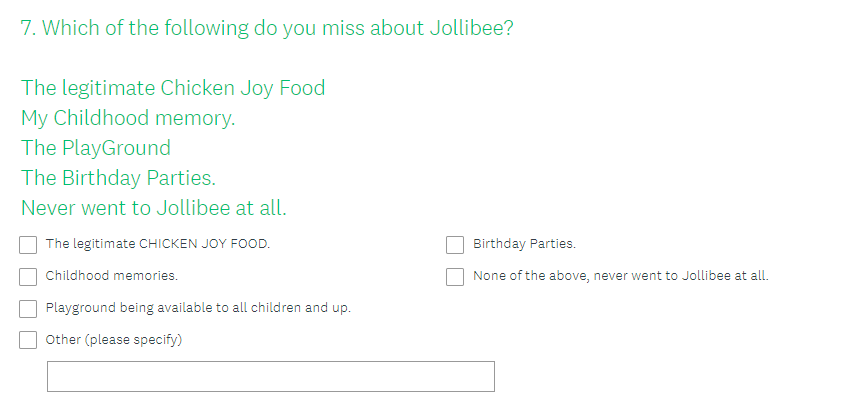 7. Which of the following do you miss about Jollibee?
The legitimate Chicken Joy Food
My Childhood memory.
The PlayGround
The Birthday Parties.
Never went to Jollibee at all.
The legitimate CHICKEN JOY FOOD.
Childhood memories.
Playground being available to all children and up.
Other (please specify)
Birthday Parties.
None of the above, never went to Jollibee at all.